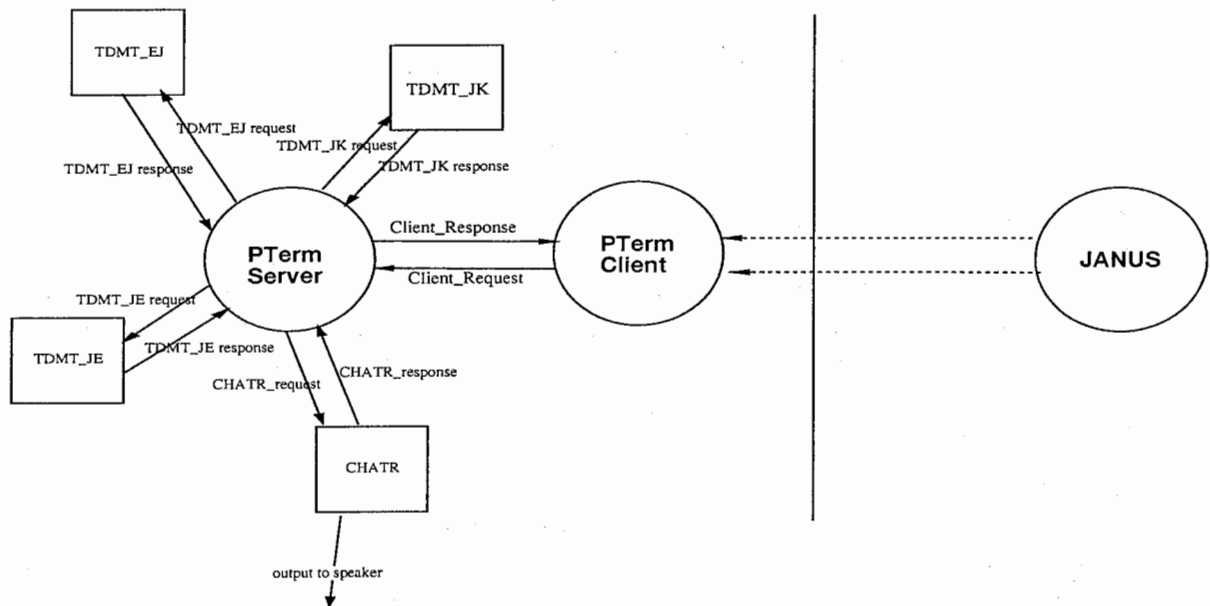 TDMT_EJ
TDMT_JK
TDMT_EJ request
TDMT_JK request
TDMT_EJ response
TDMT_JK response
Client_Response
PTerm
Server
PTerm
Client
JANUS
Client_Request
TDMT_JE request
TDMT_JE
TDMT_JE response
CHATR_request
CHATR_response
CHATR
output to speaker